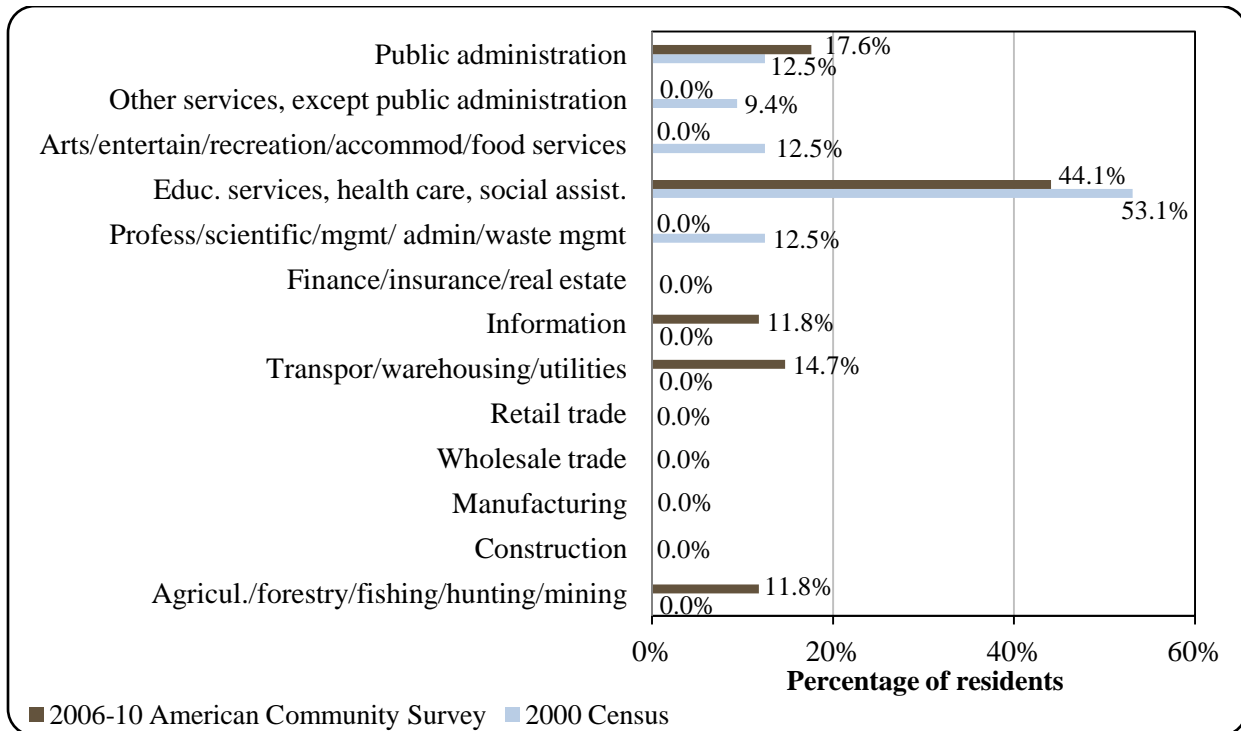 Public administration 17.6%
12.5%
Other services, except public administration 0.0%
9.4%
Arts/entertain/recreation/accommod/food services 0.0%
12.5%
Educ. services, health care, social assist. 44.1%
53.1%
Profess/scientific/mgmt/ admin/waste mgmt 0.0%
12.5%
Finance/insurance/real estate 0.0%
Information 11.8%
0.0%
Transpor/warehousing/utilities 14.7%
0.0%
Retail trade 0.0%
Wholesale trade 0.0%
Manufacturing 0.0%
Construction 0.0%
Agricul./forestry/fishing/hunting/mining 11.8%
0.0%
0% 20% 40% 60%
Percentage of residents
2006-10 American Community Survey 2000 Census